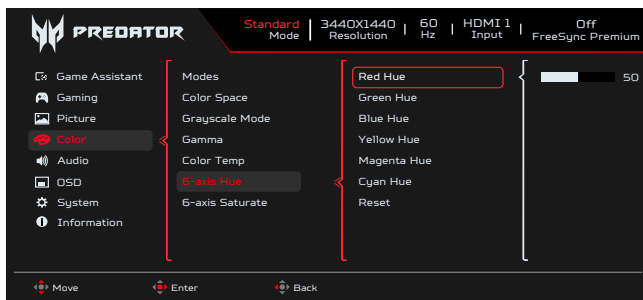 PREDATOR
Standard Mode
3440X1440 Resolution
60 Hz
HDMI 1 Input
Off FreeSync Premium
Game Assistant
Gaming
Picture
Color
Audio
OSD
System
Information
Modes
Color Space
Grayscale Mode
Gamma
Color Temp
6-axis Hue
6-axis Saturate
Red Hue
Green Hue
Blue Hue
Yellow Hue
Magenta Hue
Cyan Hue
Reset
50
Move
Enter
Back